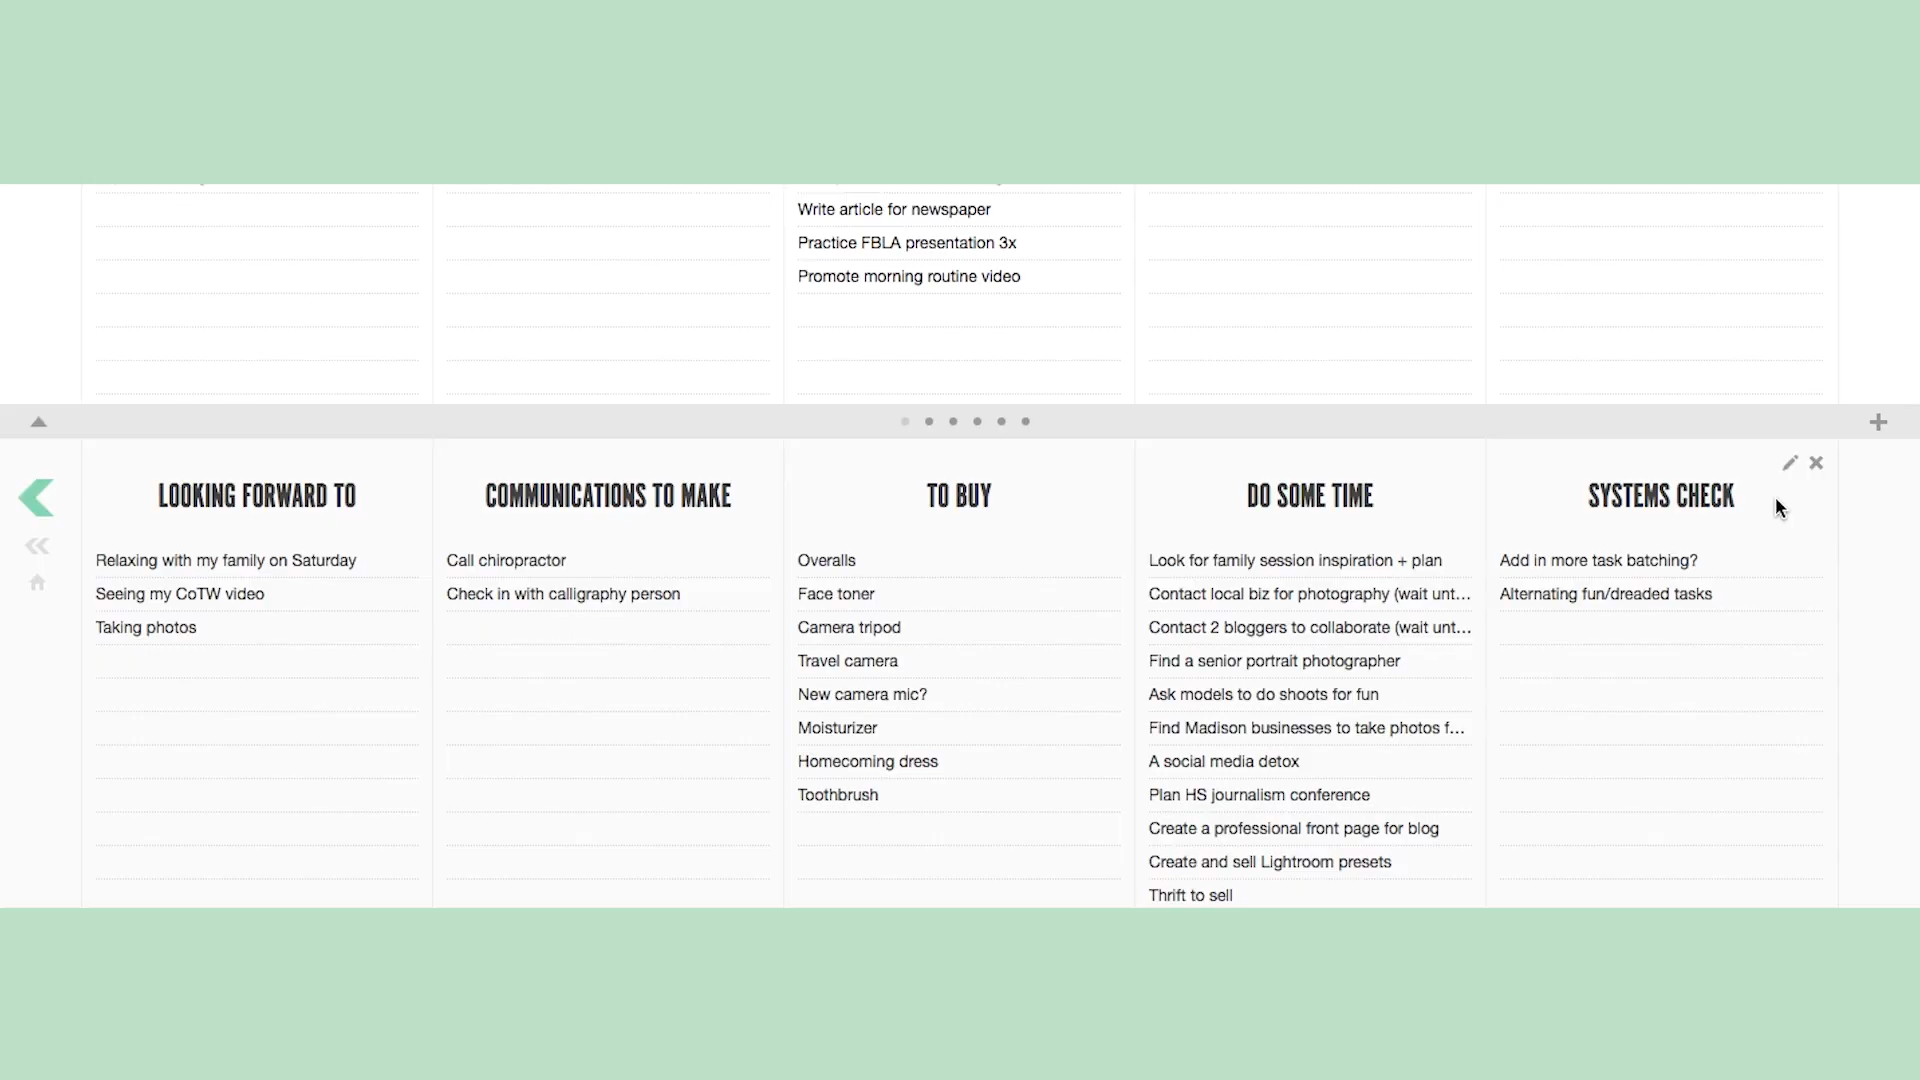 Write article for newspaper
Practice FBLA presentation 3x
Promote morning routine video
LOOKING FORWARD TO
Relaxing with my family on Saturday
Seeing my CoTW video
Taking photos
COMMUNICATIONS TO MAKE
Call chiropractor
Check in with calligraphy person
TO BUY
Overalls
Face toner
Camera tripod
Travel camera
New camera mic?
Moisturizer
Homecoming dress
Toothbrush
DO SOME TIME
Look for family session inspiration + plan
Contact local biz for photography (wait unt...
Contact 2 bloggers to collaborate (wait unt...
Find a senior portrait photographer
Ask models to do shoots for fun
Find Madison businesses to take photos f...
A social media detox
Plan HS journalism conference
Create a professional front page for blog
Create and sell Lightroom presets
Thrift to sell
SYSTEMS CHECK
Add in more task batching?
Alternating fun/dreaded tasks